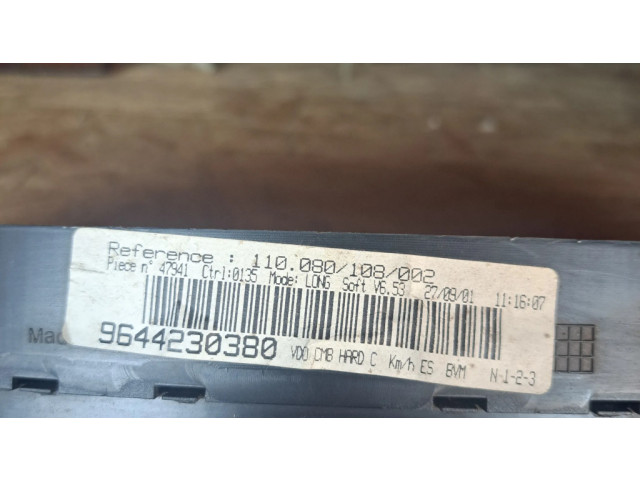 Reference : 110.080/108/002
Piece n° 47941 Ctrl:0135 Mode: LONG Soft V6.53 27/09/01 11:16:07
9644230380 VDO CMB HARD C Km/h ES BVM N-1-2-3